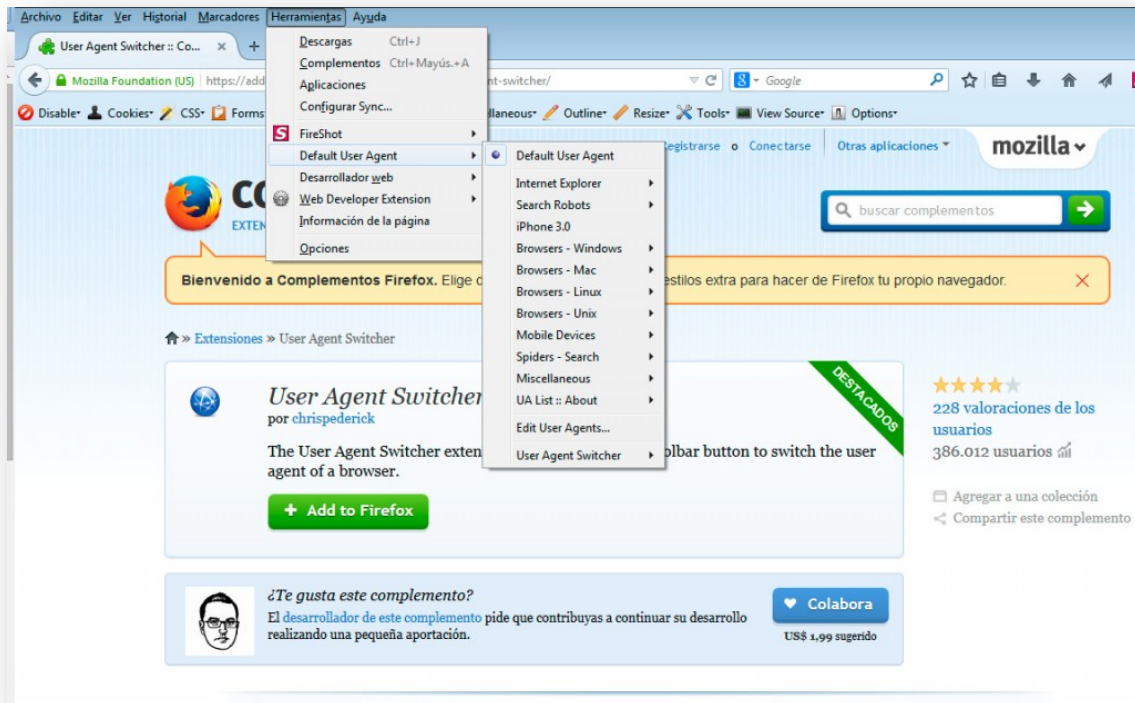 Archivo Editar Ver Historial Marcadores Herramientas Ayuda
User Agent Switcher :: Co... × +
Mozilla Foundation (US) https://add
nt-switcher/
Google
Disable Cookies CSS Forms
llaneous Outline Resize Tools View Source Options
Descargas Ctrl+J
Complementos Ctrl+Mayús.+A
Aplicaciones
Configurar Sync...
FireShot
Default User Agent
Desarrollador web
Web Developer Extension
Información de la página
Opciones
Default User Agent
Internet Explorer
Search Robots
iPhone 3.0
Browsers - Windows
Browsers - Mac
Browsers - Linux
Browsers - Unix
Mobile Devices
Spiders - Search
Miscellaneous
UA List :: About
Edit User Agents...
User Agent Switcher
egistrarse o Conectarse Otras aplicaciones
mozilla
CO
EXTEN
buscar complementos
Bienvenido a Complementos Firefox. Elige
estilos extra para hacer de Firefox tu propio navegador.
» Extensiones » User Agent Switcher
User Agent Switcher
por chrispederick
DESTACADOS
The User Agent Switcher exten
olbar button to switch the user
agent of a browser.
+ Add to Firefox
228 valoraciones de los
usuarios
386.012 usuarios
Agregar a una colección
Compartir este complemento
¿Te gusta este complemento?
El desarrollador de este complemento pide que contribuyas a continuar su desarrollo
realizando una pequeña aportación.
Colabora
US$ 1,99 sugerido